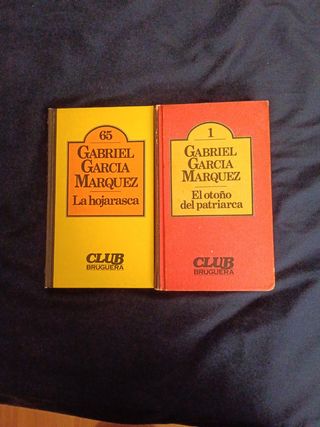 65
GABRIEL
GARCIA
MARQUEZ
La hojarasca
CLUB
BRUGUERA
1
GABRIEL
GARCIA
MARQUEZ
El otoño
del patriarca
CLUB
BRUGUERA